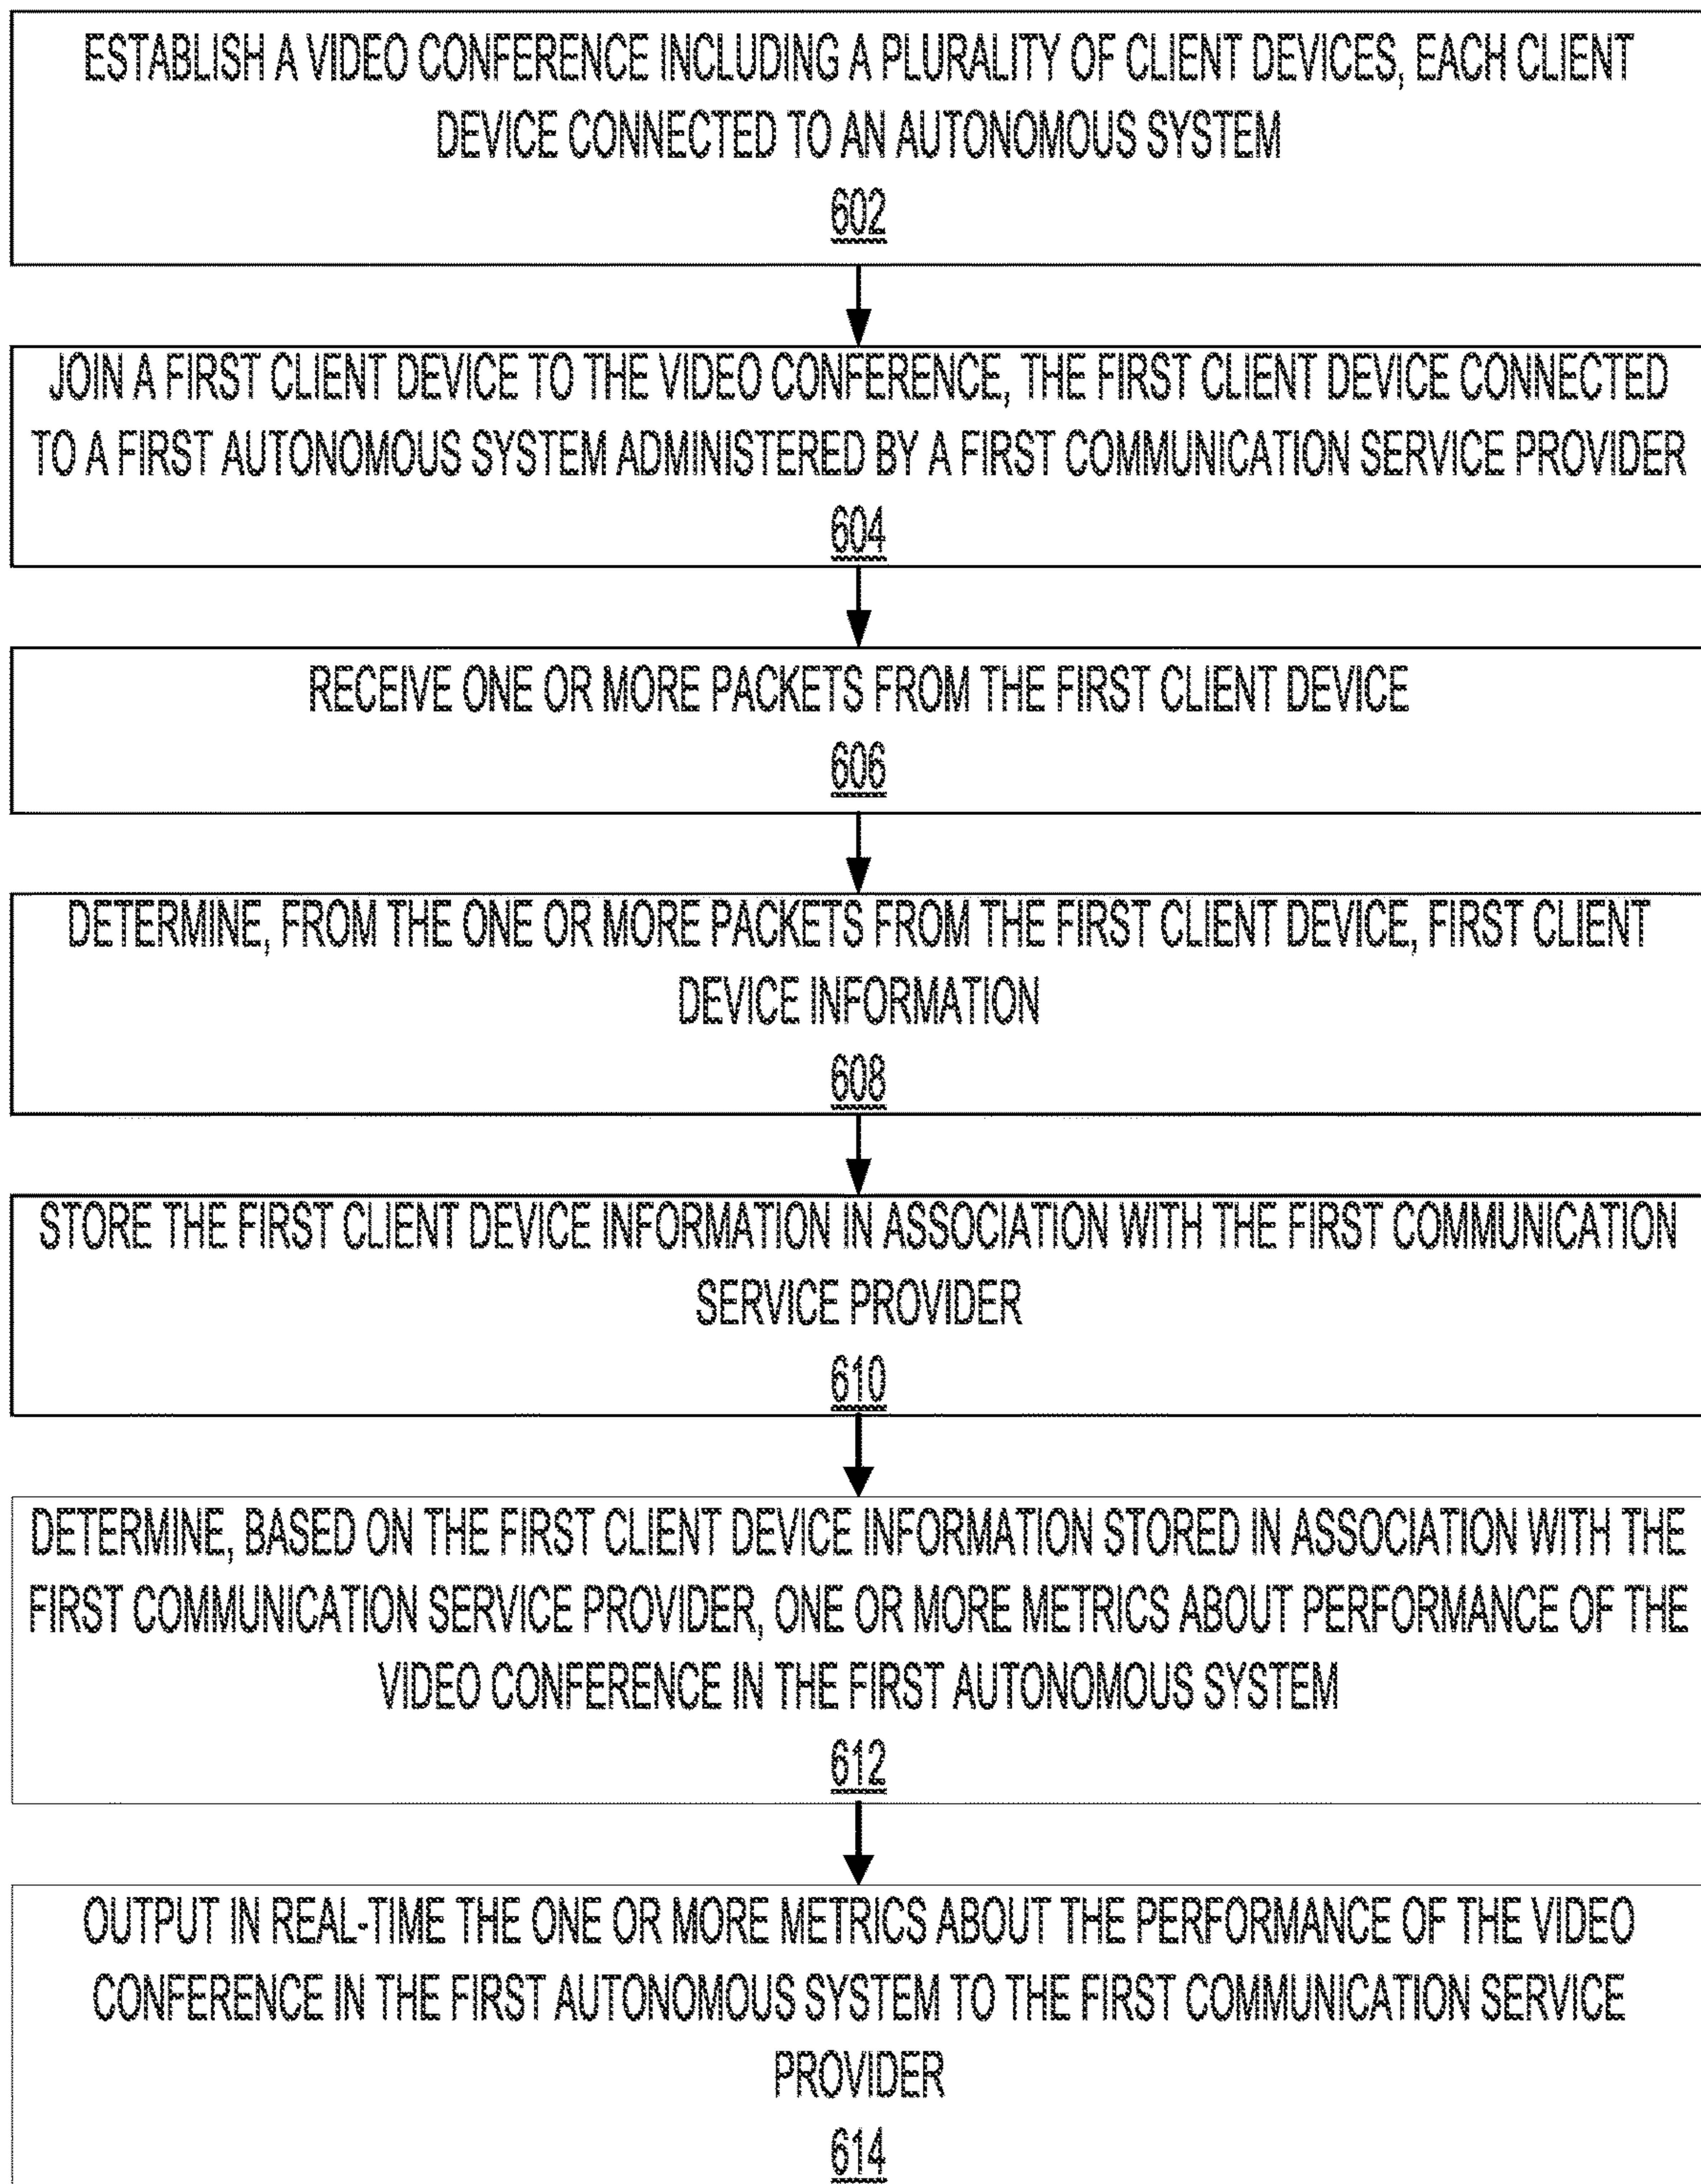 ESTABLISH A VIDEO CONFERENCE INCLUDING A PLURALITY OF CLIENT DEVICES, EACH CLIENT
DEVICE CONNECTED TO AN AUTONOMOUS SYSTEM
602
JOIN A FIRST CLIENT DEVICE TO THE VIDEO CONFERENCE, THE FIRST CLIENT DEVICE CONNECTED
TO A FIRST AUTONOMOUS SYSTEM ADMINISTERED BY A FIRST COMMUNICATION SERVICE PROVIDER
604
RECEIVE ONE OR MORE PACKETS FROM THE FIRST CLIENT DEVICE
606
DETERMINE, FROM THE ONE OR MORE PACKETS FROM THE FIRST CLIENT DEVICE, FIRST CLIENT
DEVICE INFORMATION
608
STORE THE FIRST CLIENT DEVICE INFORMATION IN ASSOCIATION WITH THE FIRST COMMUNICATION
SERVICE PROVIDER
610
DETERMINE, BASED ON THE FIRST CLIENT DEVICE INFORMATION STORED IN ASSOCIATION WITH THE
FIRST COMMUNICATION SERVICE PROVIDER, ONE OR MORE METRICS ABOUT PERFORMANCE OF THE
VIDEO CONFERENCE IN THE FIRST AUTONOMOUS SYSTEM
612
OUTPUT IN REAL-TIME THE ONE OR MORE METRICS ABOUT THE PERFORMANCE OF THE VIDEO
CONFERENCE IN THE FIRST AUTONOMOUS SYSTEM TO THE FIRST COMMUNICATION SERVICE
PROVIDER
614